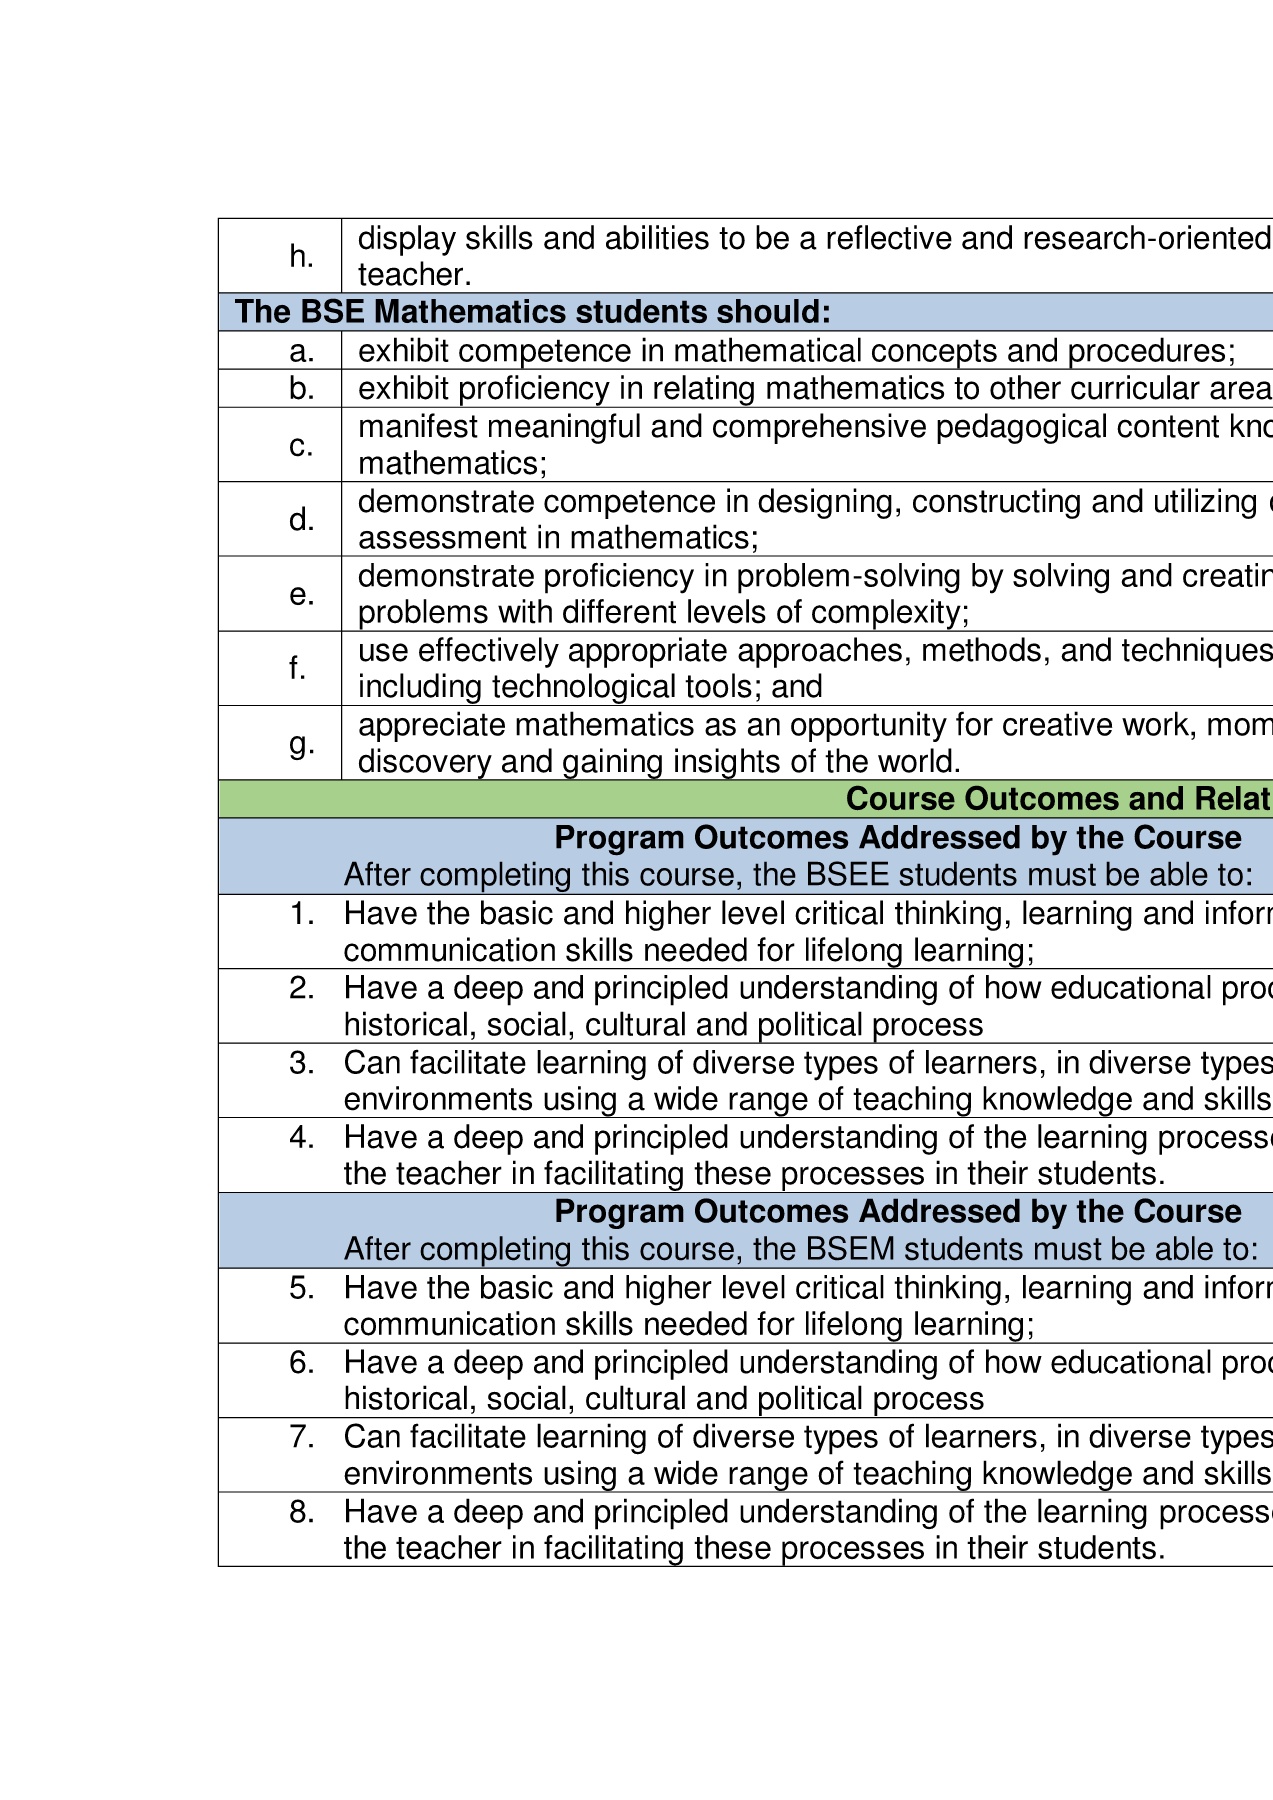 h. display skills and abilities to be a reflective and research-oriented
teacher.
The BSE Mathematics students should:
a. exhibit competence in mathematical concepts and procedures;
b. exhibit proficiency in relating mathematics to other curricular area
c. manifest meaningful and comprehensive pedagogical content
mathematics;
d. demonstrate competence in designing, constructing and utilizing
assessment in mathematics;
e. demonstrate proficiency in problem-solving by solving and
problems with different levels of complexity;
f. use effectively appropriate approaches, methods, and techniques
including technological tools; and
g. appreciate mathematics as an opportunity for creative work,
discovery and gaining insights of the world.
Course Outcomes and
Program Outcomes Addressed by the Course
After completing this course, the BSEE students must be able to:
1. Have the basic and higher level critical thinking, learning and
communication skills needed for lifelong learning;
2. Have a deep and principled understanding of how educational
historical, social, cultural and political process
3. Can facilitate learning of diverse types of learners, in diverse types
environments using a wide range of teaching knowledge and skills
4. Have a deep and principled understanding of the learning
the teacher in facilitating these processes in their students.
Program Outcomes Addressed by the Course
After completing this course, the BSEM students must be able to:
5. Have the basic and higher level critical thinking, learning and
communication skills needed for lifelong learning;
6. Have a deep and principled understanding of how educational
historical, social, cultural and political process
7. Can facilitate learning of diverse types of learners, in diverse types
environments using a wide range of teaching knowledge and skills
8. Have a deep and principled understanding of the learning
the teacher in facilitating these processes in their students.